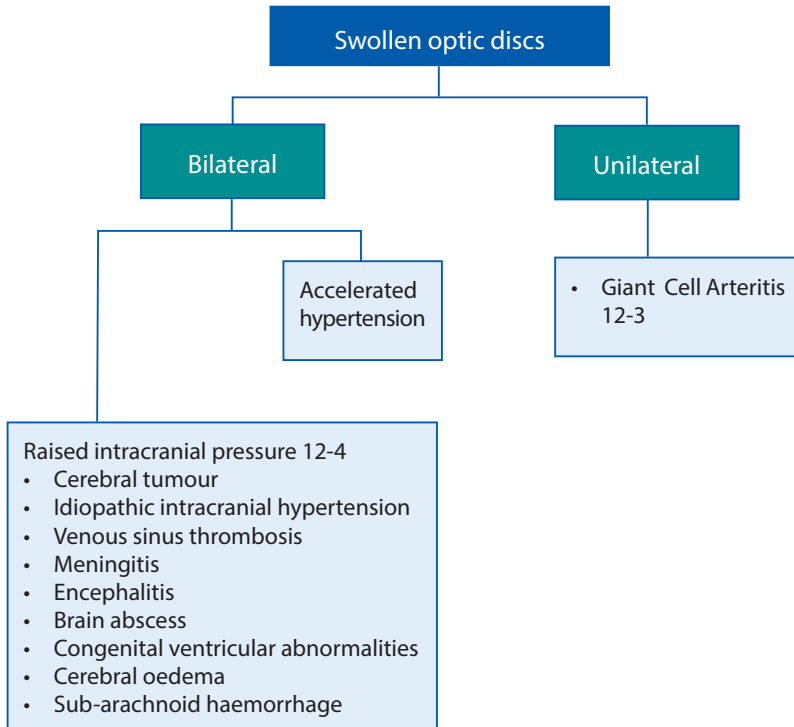 Swollen optic discs
Bilateral
Unilateral
Accelerated
hypertension
• Giant Cell Arteritis
12-3
Raised intracranial pressure 12-4
• Cerebral tumour
• Idiopathic intracranial hypertension
• Venous sinus thrombosis
• Meningitis
• Encephalitis
• Brain abscess
• Congenital ventricular abnormalities
• Cerebral oedema
• Sub-arachnoid haemorrhage